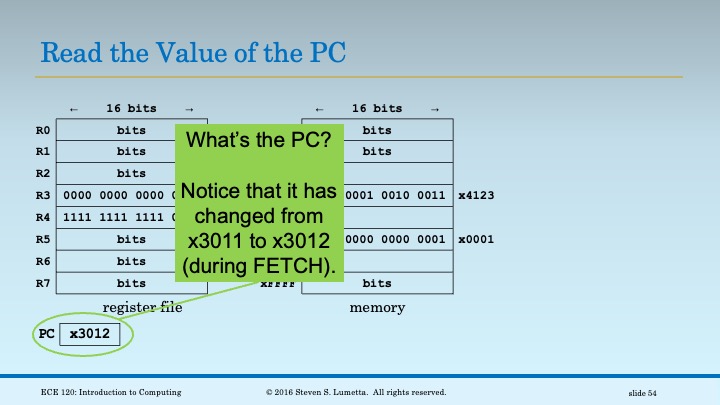 Read the Value of the PC
← 16 bits →
← 16 bits →
R0 bits
bits
R1 bits
bits
R2 bits
R3 0000 0000 0000
0001 0010 0011 x4123
R4 1111 1111 1111
R5 bits
0000 0000 0001 x0001
R6 bits
R7 bits
xFFFF bits
What's the PC?
Notice that it has
changed from
x3011 to x3012
(during FETCH).
register file
memory
PC x3012
ECE 120: Introduction to Computing
© 2016 Steven S. Lumetta. All rights reserved.
slide 54